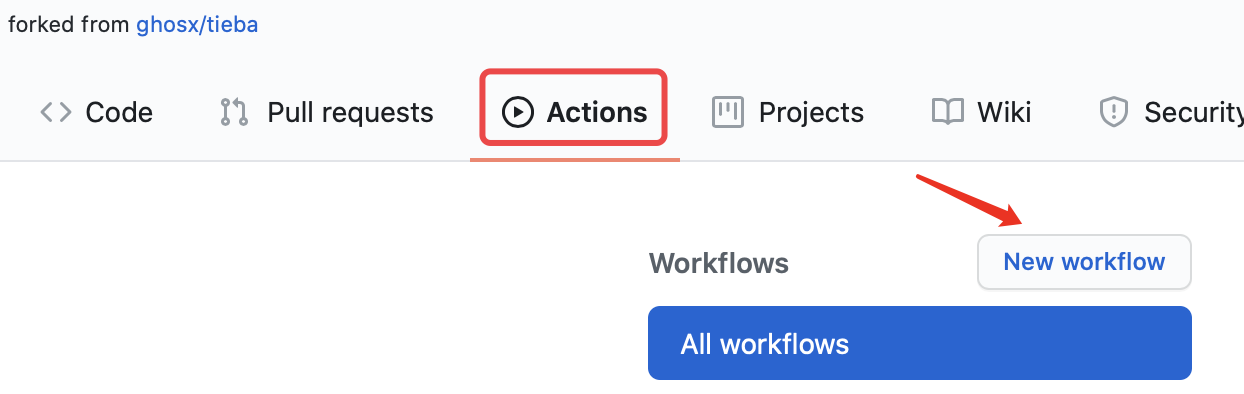 forked from ghosx/tieba
Code Pull requests Actions Projects Wiki Security
Workflows New workflow
All workflows